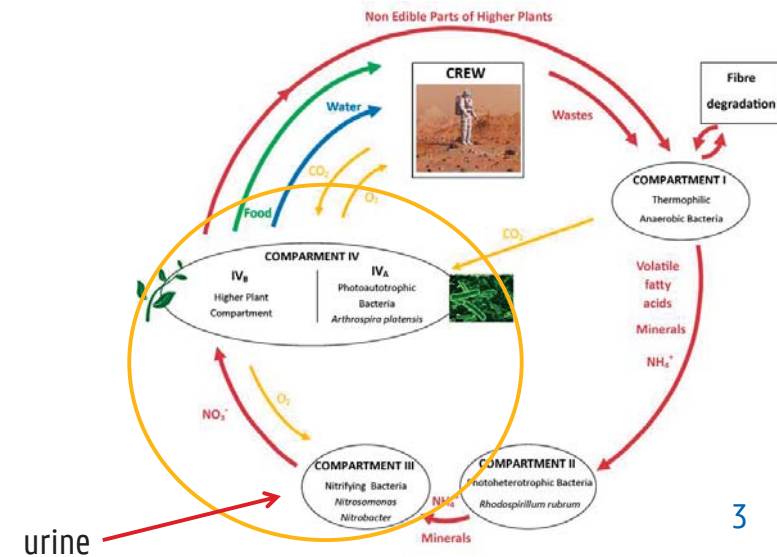 Non Edible Parts of Higher Plants
CREW
Fibre
degradation
Water
Wastes
CO₂
O₂
COMPARTMENT I
Thermophilic
Anaerobic Bacteria
Food
CO₂
COMPARMENT IV
IV_B
Higher Plant
Compartment
IV_A
Photoautotrophic
Bacteria
Arthrospira platensis
Volatile
fatty
acids
Minerals
NH₄⁺
O₂
NO₃⁻
COMPARTMENT III
Nitrifying Bacteria
Nitrosomonas
Nitrobacter
COMPARTMENT II
Photoheterotrophic Bacteria
Rhodospirillum rubrum
NH₄
Minerals
urine
3